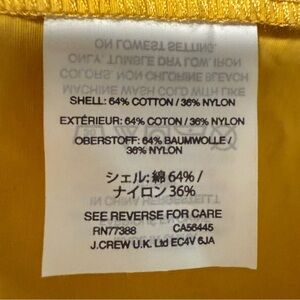 SHELL: 64% COTTON / 36% NYLON
EXTÉRIEUR: 64% COTON / 36% NYLON
OBERSTOFF: 64% BAUMWOLLE /
36% NYLON
シェル: 綿 64% /
ナイロン 36%
SEE REVERSE FOR CARE
RN77388 CA56445
J.CREW U.K. Ltd EC4V 6JA